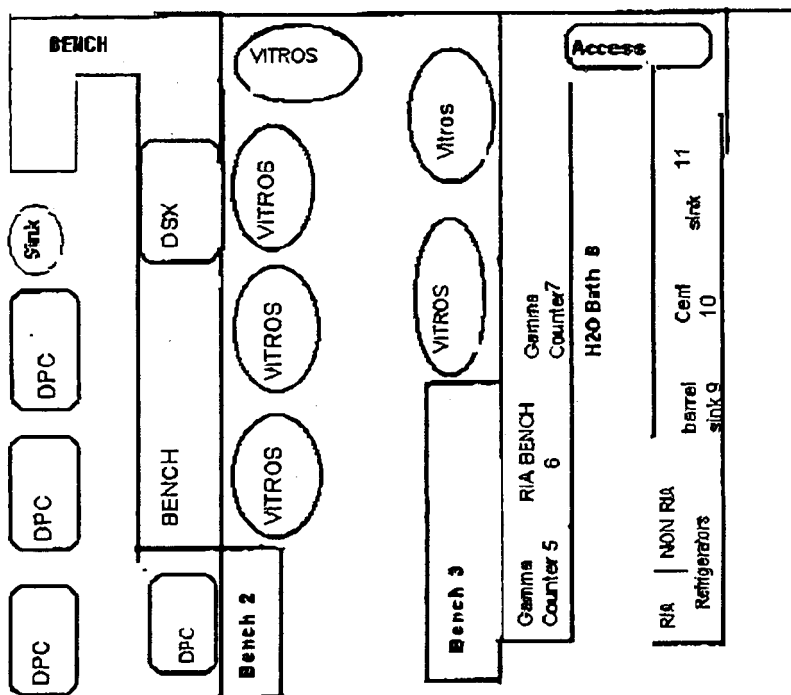 BENCH
VITROS
Access
Vitros
VITROS
DSX
sink
11
Sink
VITROS
VITROS
Gamma
Counter7
H20 Bath 8
Cent
10
DPC
BENCH
VITROS
RIA BENCH
6
barrel
sink 9
DPC
Gamma
Counter 5
RIA
NON RIA
Refrigerators
DPC
DPC
Bench 2
Bench 3